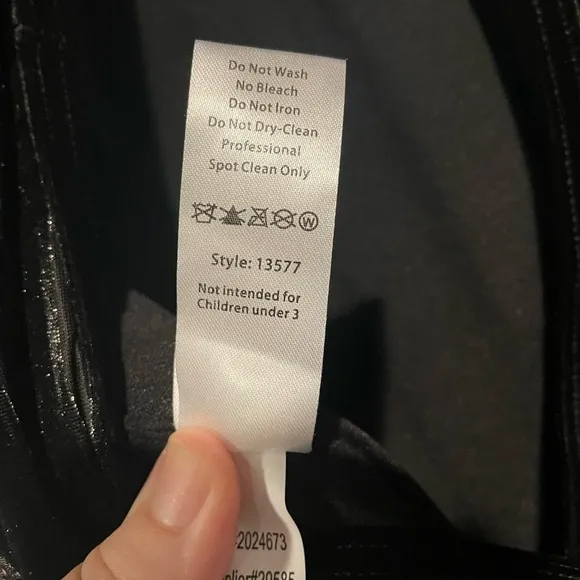 Do Not Wash
No Bleach
Do Not Iron
Do Not Dry-Clean
Professional
Spot Clean Only
W
Style: 13577
Not intended for
Children under 3
2024673